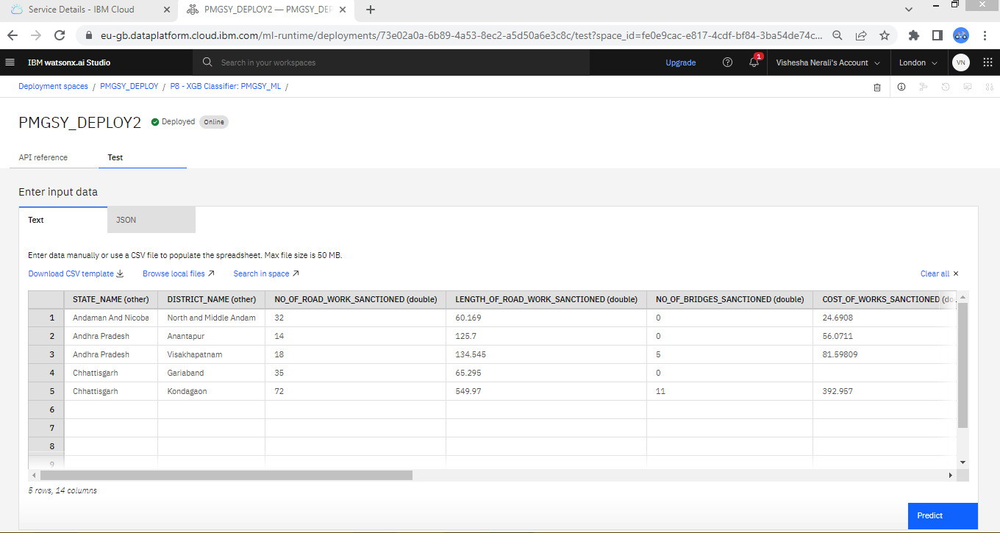 Service Details - IBM Cloud
PMGSY_DEPLOY2 — PMGSY_DEP
eu-gb.dataplatform.cloud.ibm.com/ml-runtime/deployments/73e02a0a-6b89-4a53-8ec2-a5d50a6e3c8c/test?space_id=fe0e9cac-e817-4cdf-bf84-3ba54de74c...
IBM watsonx.ai Studio
Search in your workspaces
Upgrade
1
Vishesha Nerali's Account
London
VN
Deployment spaces / PMGSY_DEPLOY / P8 - XGB Classifier: PMGSY_ML /
PMGSY_DEPLOY2
Deployed
Online
API reference
Test
Enter input data
Text
JSON
Enter data manually or use a CSV file to populate the spreadsheet. Max file size is 50 MB.
Download CSV template
Browse local files
Search in space
Clear all
STATE_NAME (other) DISTRICT_NAME (other) NO_OF_ROAD_WORK_SANCTIONED (double) LENGTH_OF_ROAD_WORK_SANCTIONED (double) NO_OF_BRIDGES_SANCTIONED (double) COST_OF_WORKS_SANCTIONED (do
1 Andaman And Nicoba North and Middle Andam 32 60.169 0 24.6908
2 Andhra Pradesh Anantapur 14 125.7 0 56.0711
3 Andhra Pradesh Visakhapatnam 18 134.545 5 81.59809
4 Chhattisgarh Gariaband 35 65.295 0
5 Chhattisgarh Kondagaon 72 549.97 11 392.957
6
7
8
9
5 rows, 14 columns
Predict